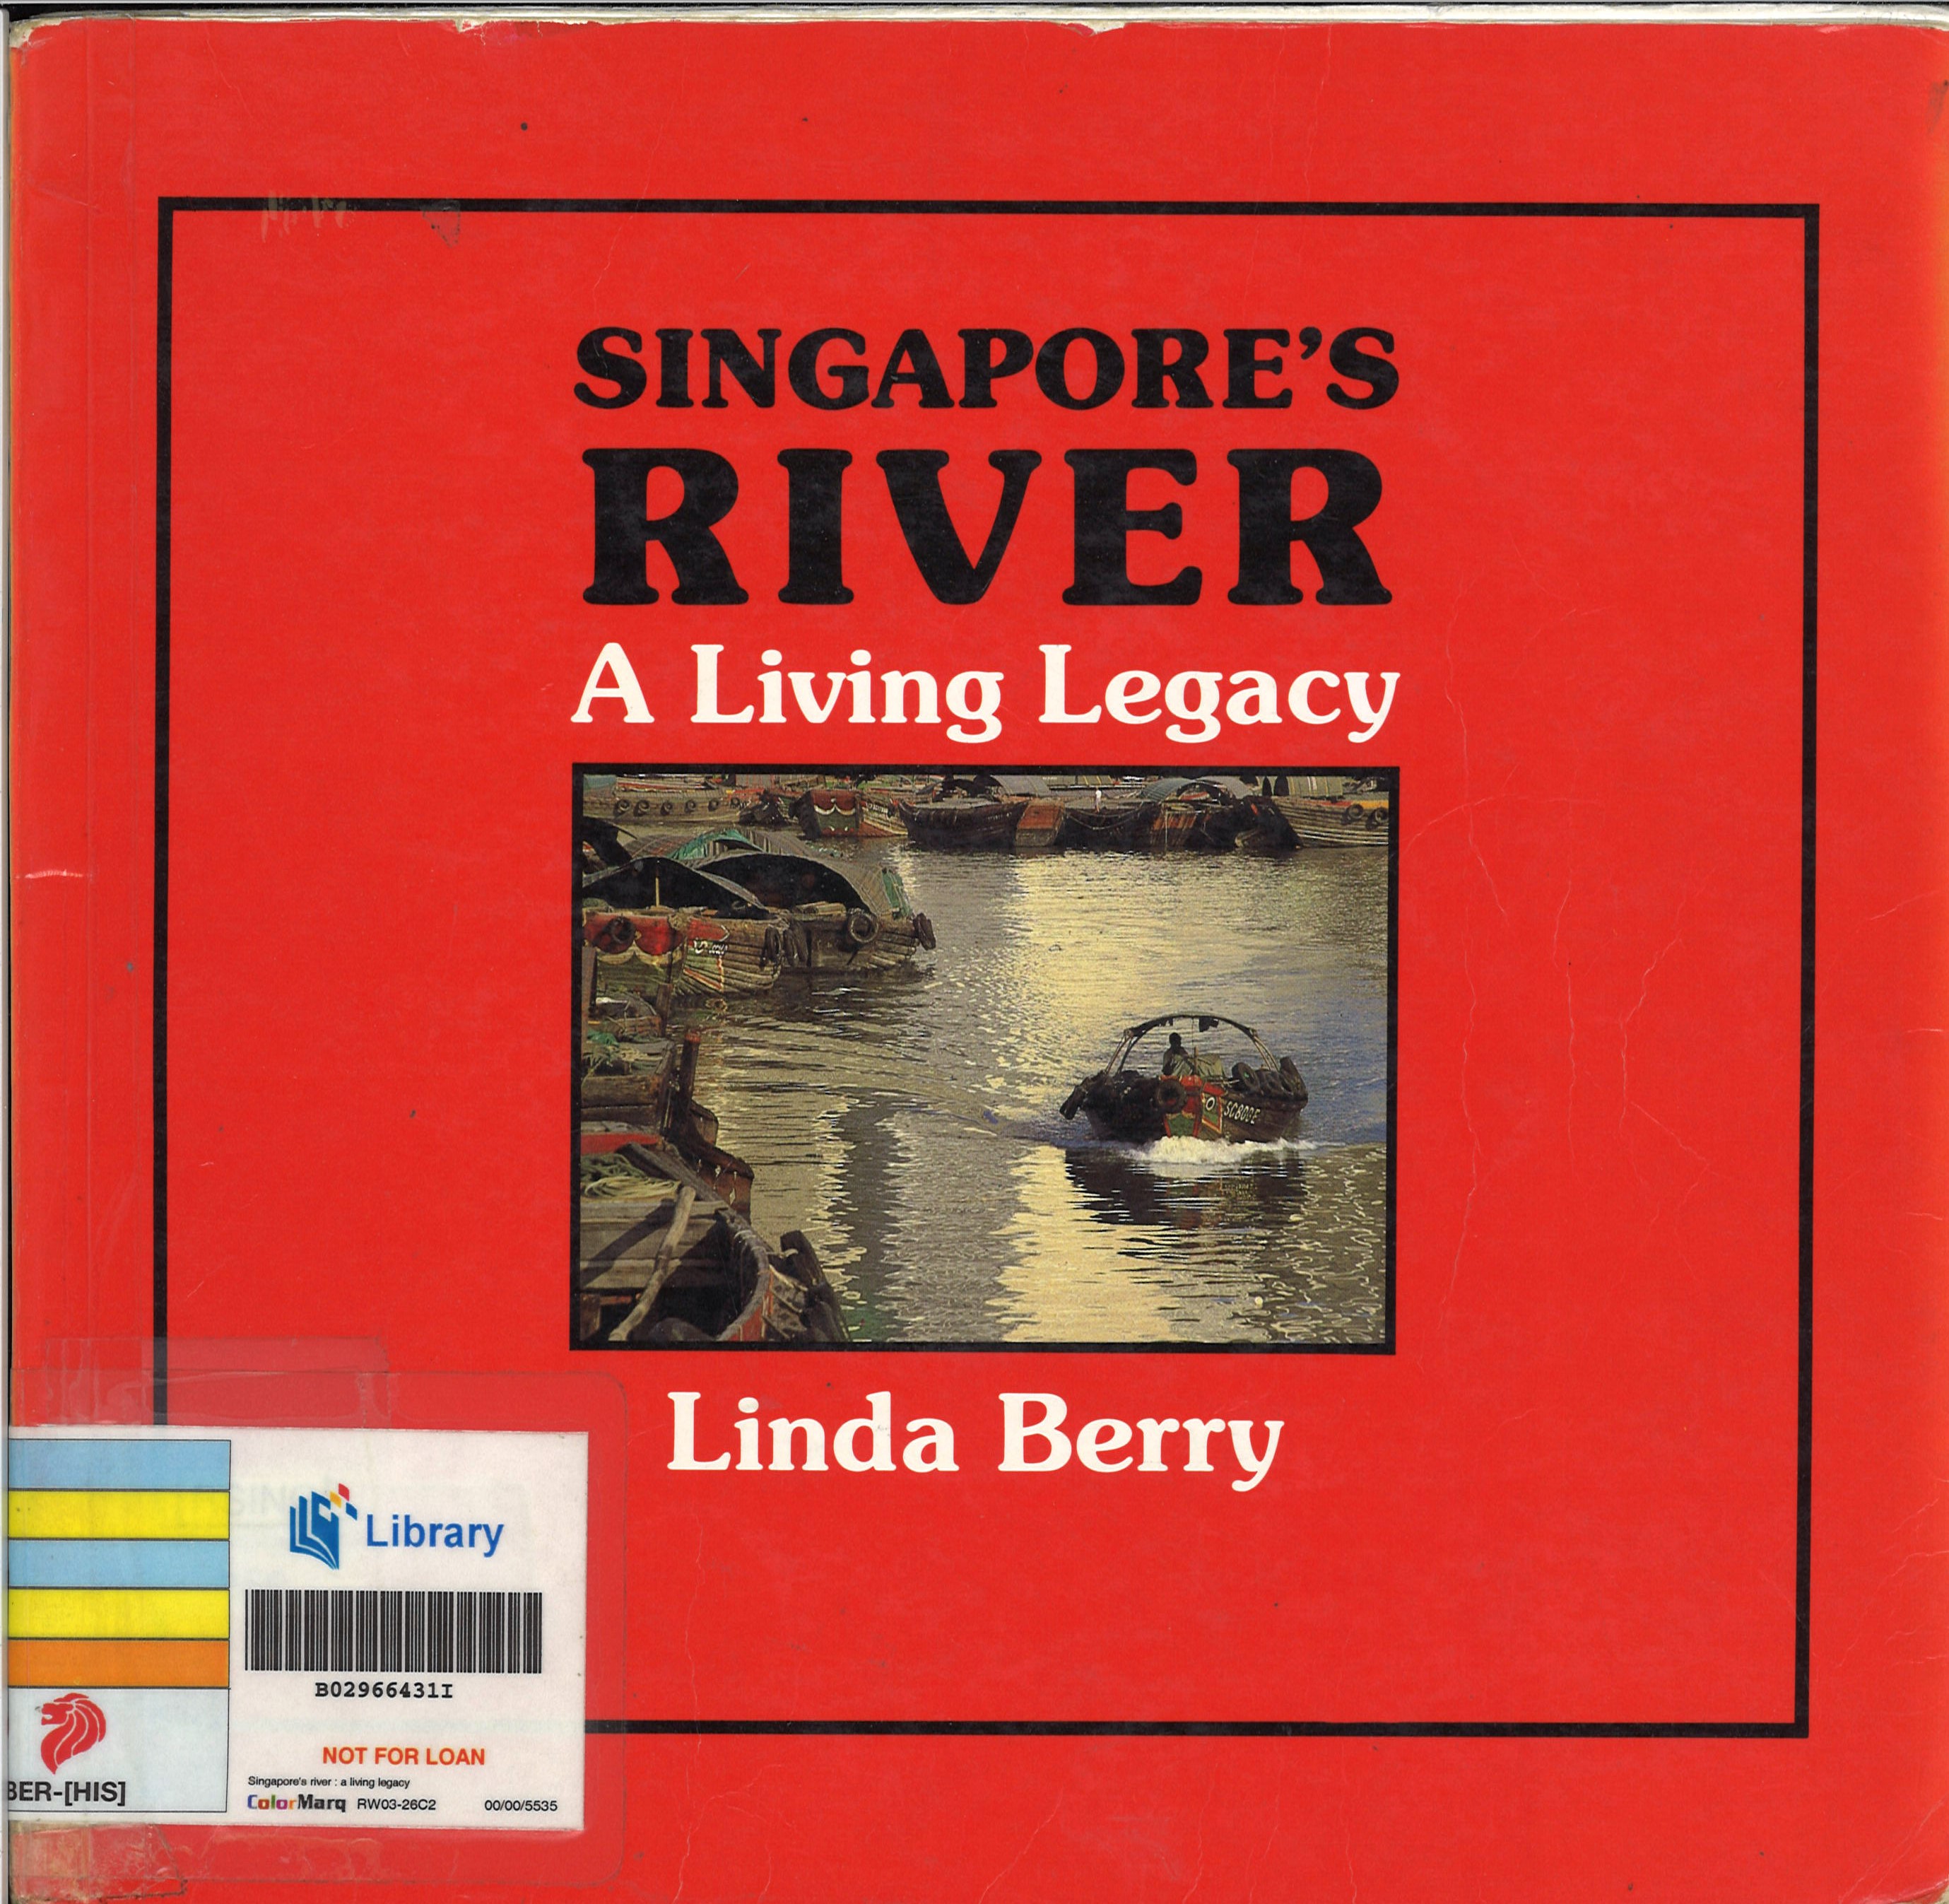 SINGAPORE'S
RIVER
A Living Legacy
SC8092E
Linda Berry
Library
B02966431I
NOT FOR LOAN
Singapore's river : a living legacy
ColorMarq RW03-26C2 00/00/5535
BER-[HIS]